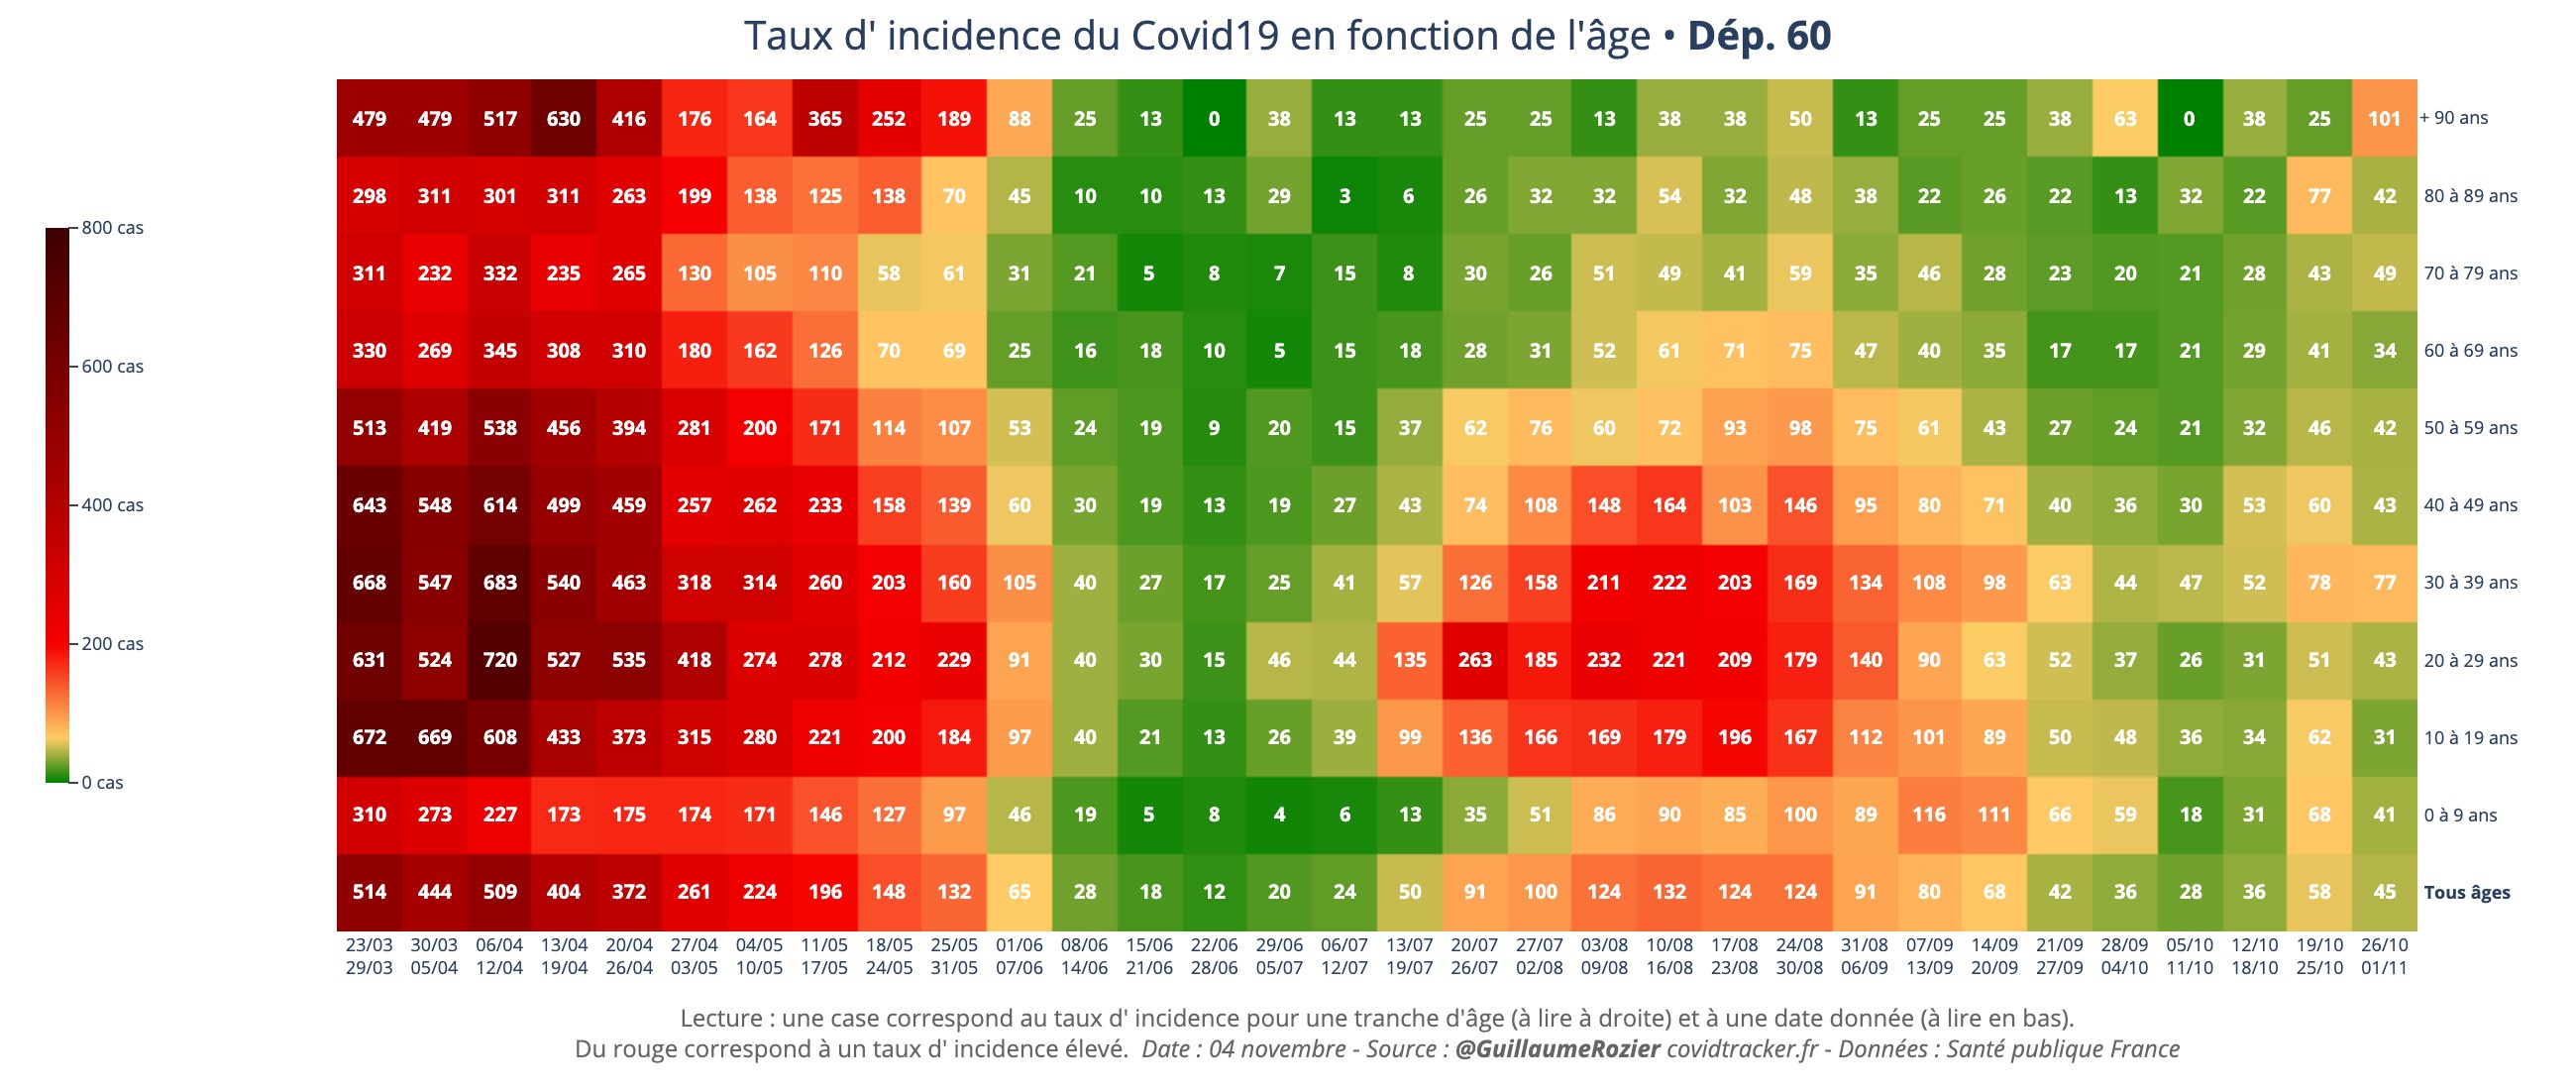 Taux d' incidence du Covid19 en fonction de l'âge • Dép. 60
800 cas
600 cas
400 cas
200 cas
0 cas
479 479 517 630 416 176 164 365 252 189 88 25 13 0 38 13 13 25 25 13 38 38 50 13 25 25 38 63 0 38 25 101 + 90 ans
298 311 301 311 263 199 138 125 138 70 45 10 10 13 29 3 6 26 32 32 54 32 48 38 22 26 22 13 32 22 77 42 80 à 89 ans
311 232 332 235 265 130 105 110 58 61 31 21 5 8 7 15 8 30 26 51 49 41 59 35 46 28 23 20 21 28 43 49 70 à 79 ans
330 269 345 308 310 180 162 126 70 69 25 16 18 10 5 15 18 28 31 52 61 71 75 47 40 35 17 17 21 29 41 34 60 à 69 ans
513 419 538 456 394 281 200 171 114 107 53 24 19 9 20 15 37 62 76 60 72 93 98 75 61 43 27 24 21 32 46 42 50 à 59 ans
643 548 614 499 459 257 262 233 158 139 60 30 19 13 19 27 43 74 108 148 164 103 146 95 80 71 40 36 30 53 60 43 40 à 49 ans
668 547 683 540 463 318 314 260 203 160 105 40 27 17 25 41 57 126 158 211 222 203 169 134 108 98 63 44 47 52 78 77 30 à 39 ans
631 524 720 527 535 418 274 278 212 229 91 40 30 15 46 44 135 263 185 232 221 209 179 140 90 63 52 37 26 31 51 43 20 à 29 ans
672 669 608 433 373 315 280 221 200 184 97 40 21 13 26 39 99 136 166 169 179 196 167 112 101 89 50 48 36 34 62 31 10 à 19 ans
310 273 227 173 175 174 171 146 127 97 46 19 5 8 4 6 13 35 51 86 90 85 100 89 116 111 66 59 18 31 68 41 0 à 9 ans
514 444 509 404 372 261 224 196 148 132 65 28 18 12 20 24 50 91 100 124 132 124 124 91 80 68 42 36 28 36 58 45 Tous âges
23/03 30/03 06/04 13/04 20/04 27/04 04/05 11/05 18/05 25/05 01/06 08/06 15/06 22/06 29/06 06/07 13/07 20/07 27/07 03/08 10/08 17/08 24/08 31/08 07/09 14/09 21/09 28/09 05/10 12/10 19/10 26/10
29/03 05/04 12/04 19/04 26/04 03/05 10/05 17/05 24/05 31/05 07/06 14/06 21/06 28/06 05/07 12/07 19/07 26/07 02/08 09/08 16/08 23/08 30/08 06/09 13/09 20/09 27/09 04/10 11/10 18/10 25/10 01/11
Lecture : une case correspond au taux d' incidence pour une tranche d'âge (à lire à droite) et à une date donnée (à lire en bas).
Du rouge correspond à un taux d' incidence élevé. Date : 04 novembre - Source : @GuillaumeRozier covidtracker.fr - Données : Santé publique France